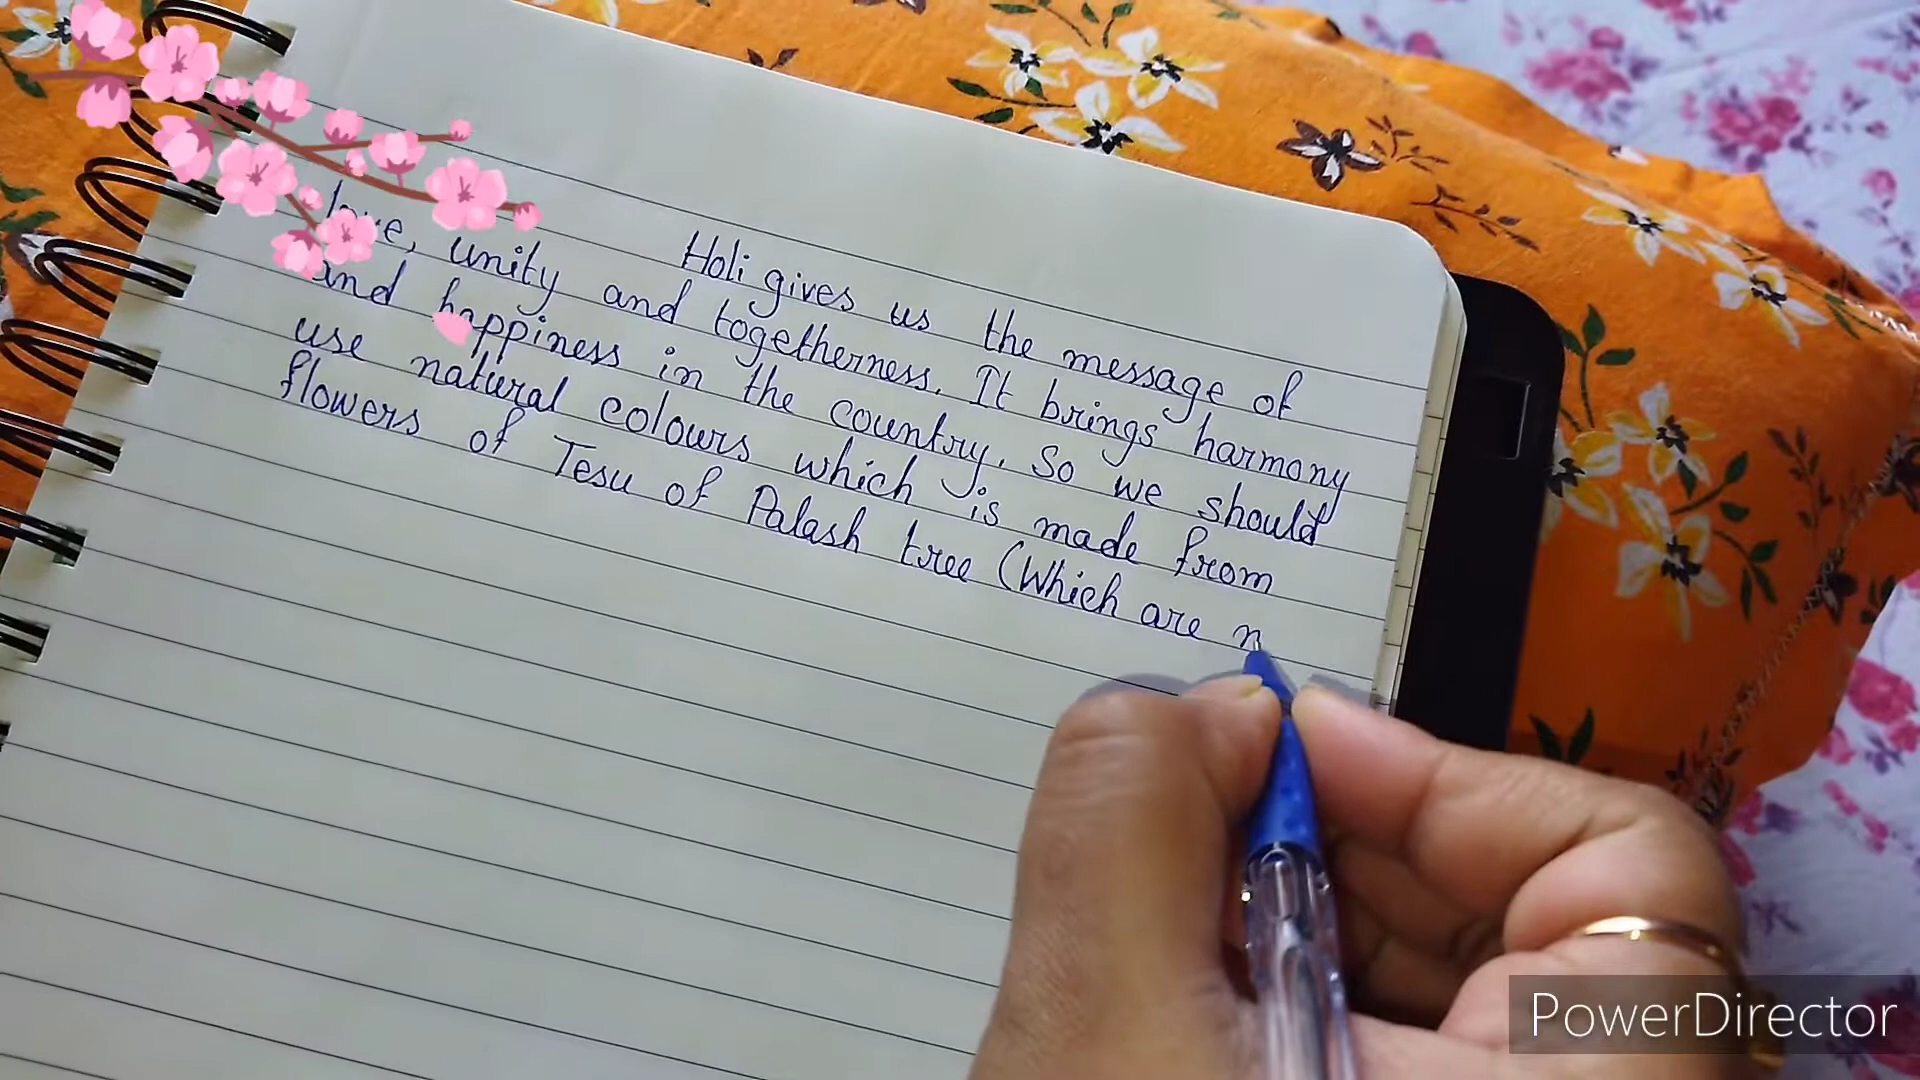 Holi gives us the message of
love, unity and togetherness. It brings harmony
and happiness in the country. So we should
use natural colours which is made from
flowers of Tesu of Palash tree (Which are n
PowerDirector